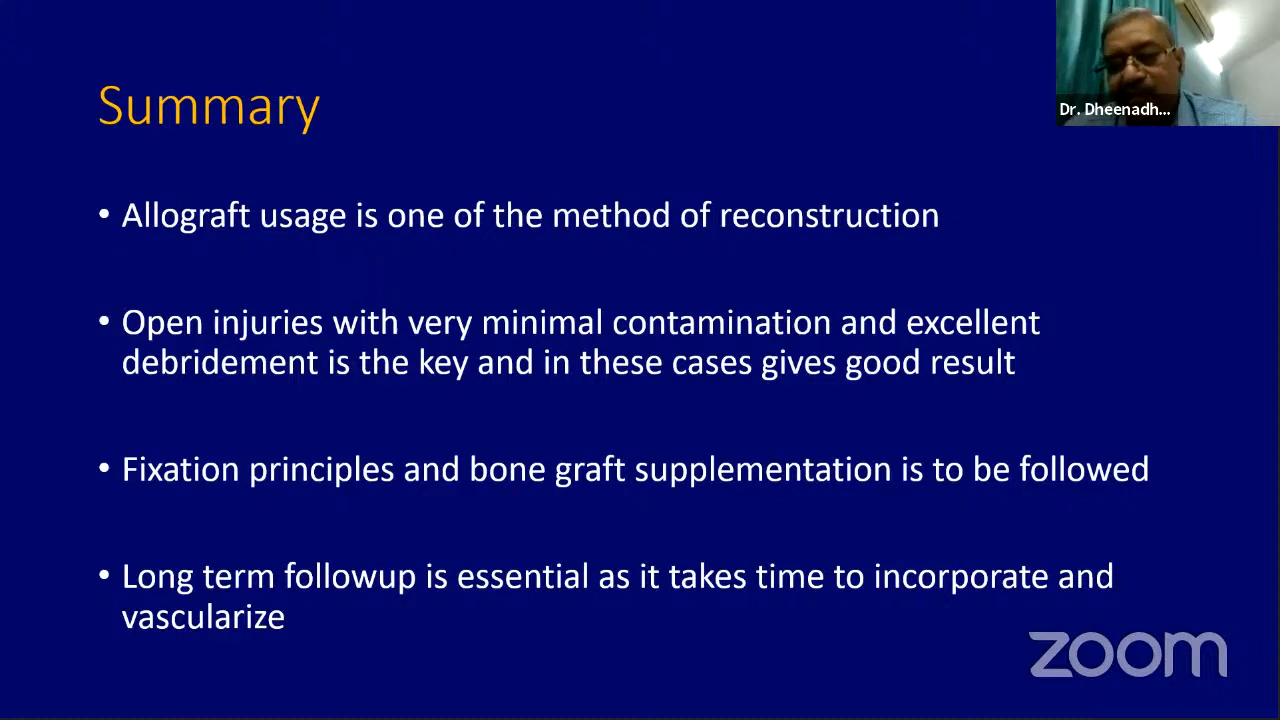 Summary
Dr. Dheenadh...
• Allograft usage is one of the method of reconstruction
• Open injuries with very minimal contamination and excellent
debridement is the key and in these cases gives good result
• Fixation principles and bone graft supplementation is to be followed
• Long term followup is essential as it takes time to incorporate and
vascularize
zoom